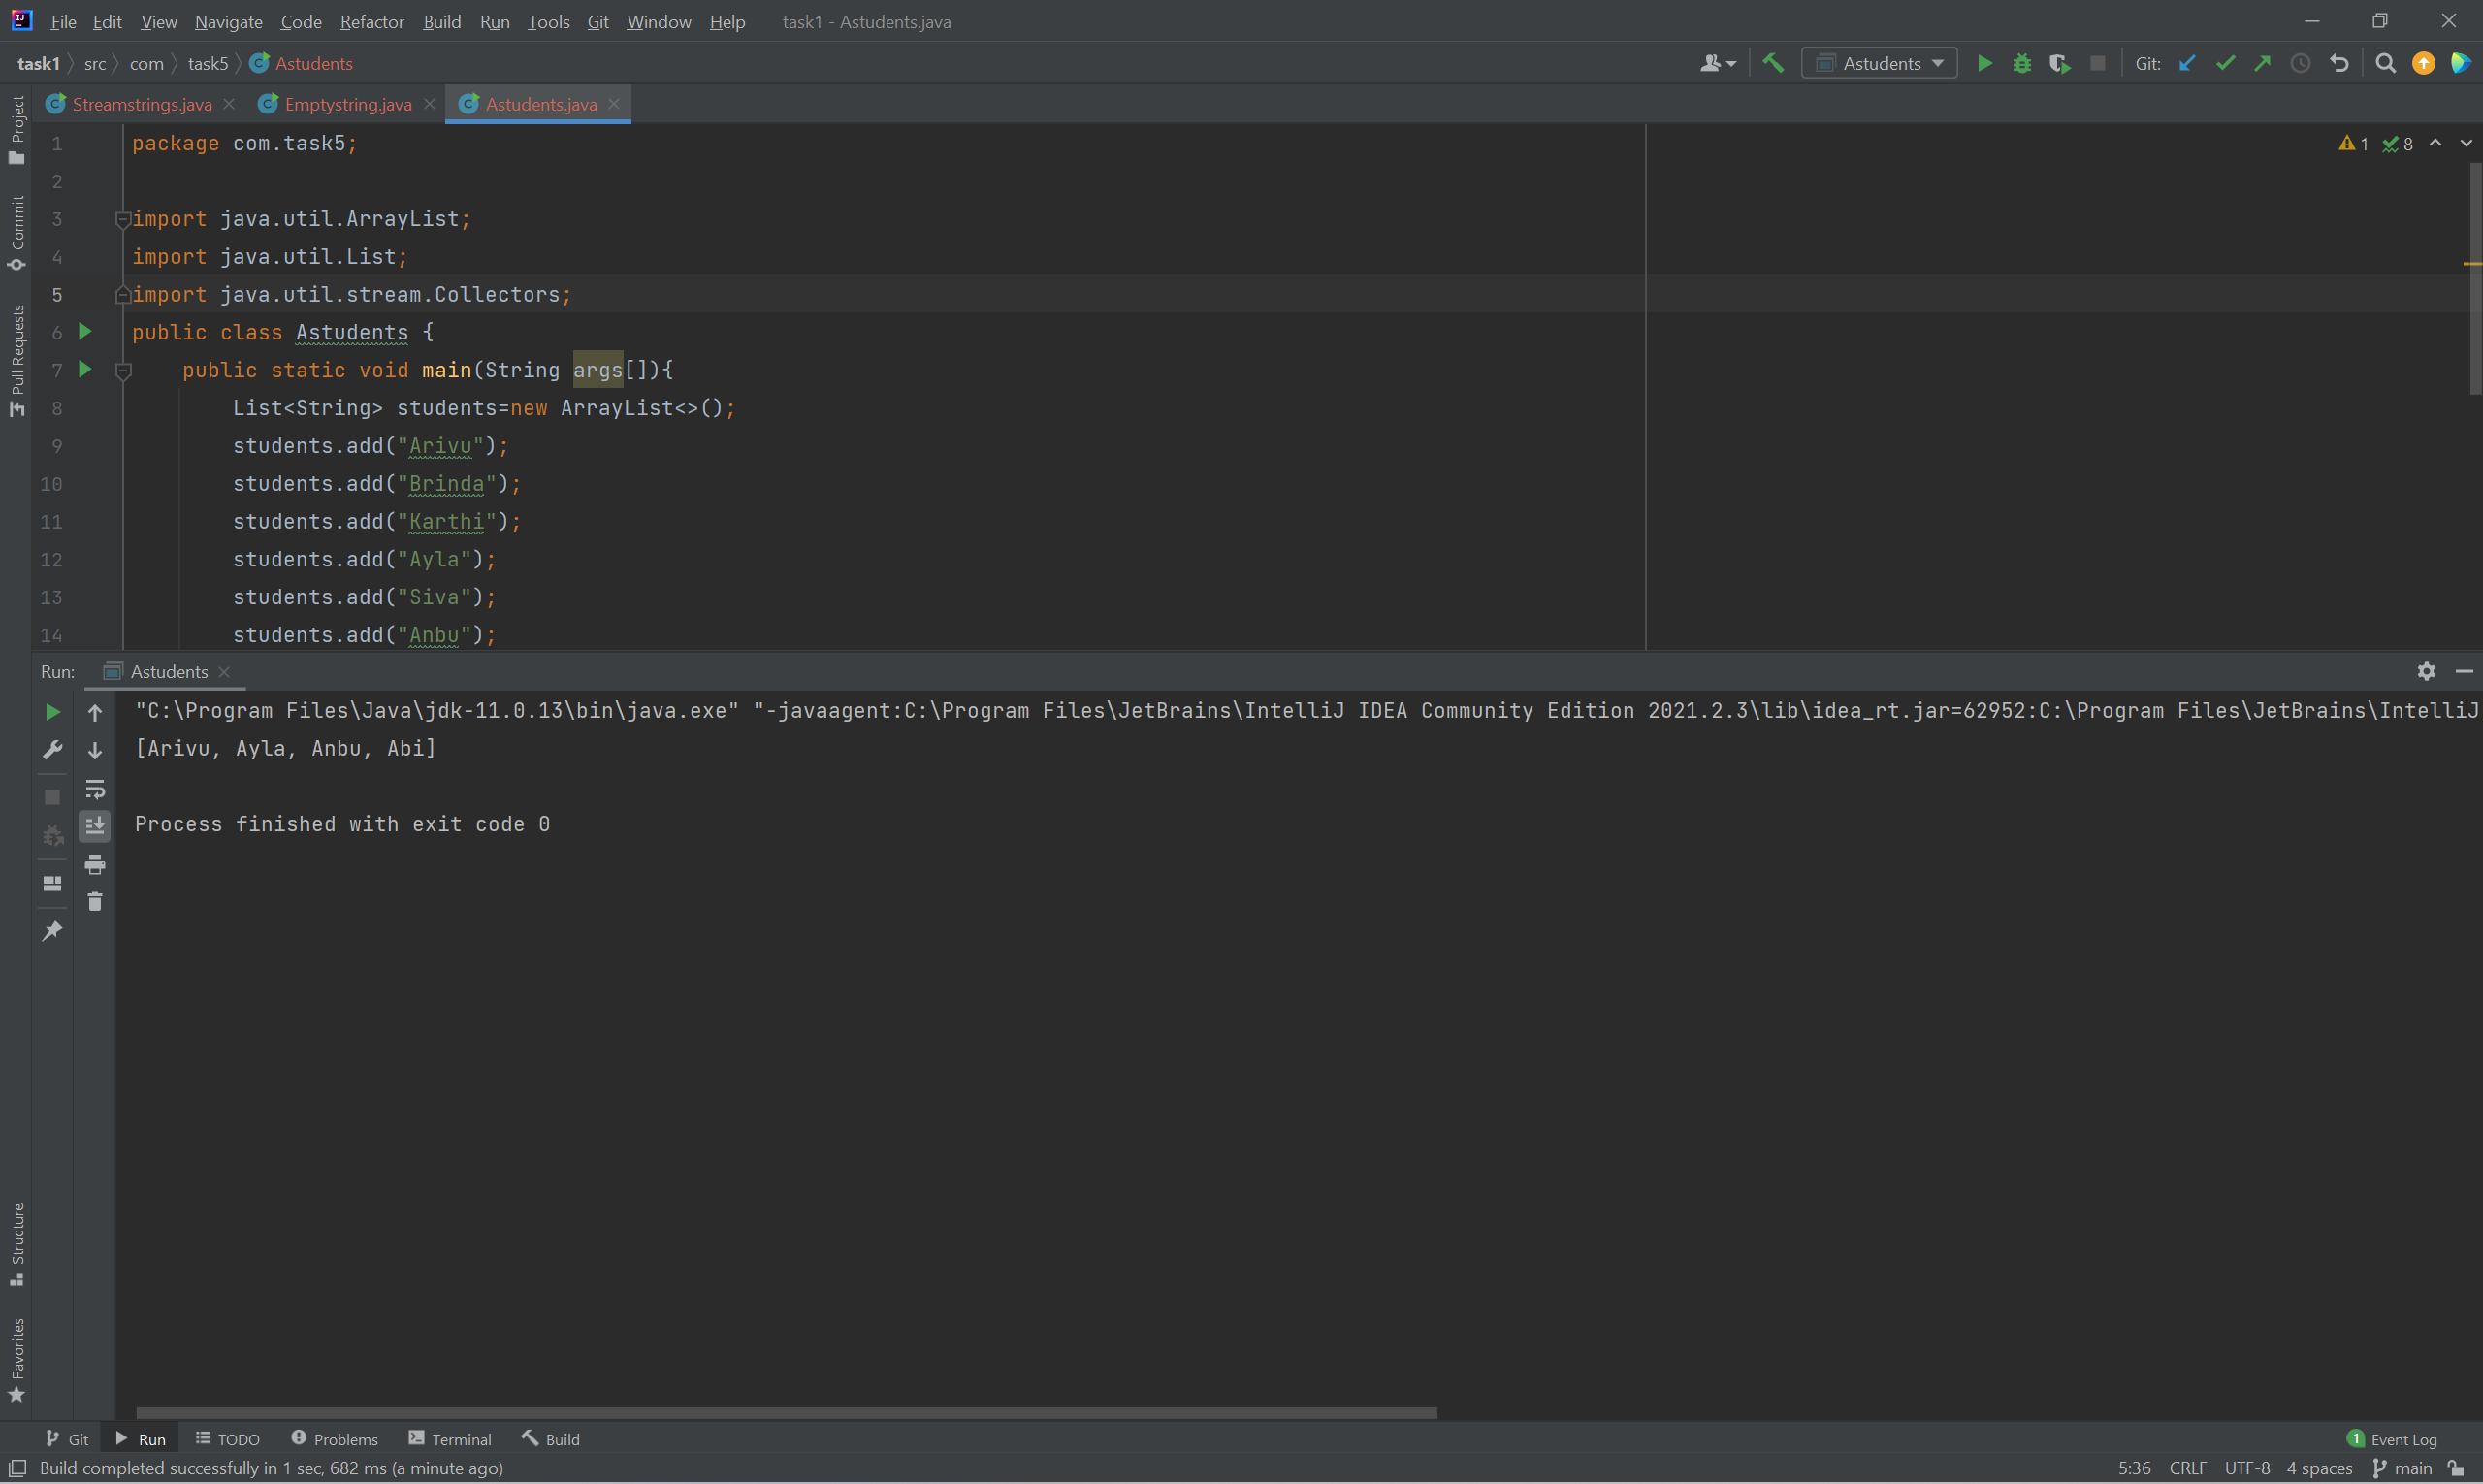 File Edit View Navigate Code Refactor Build Run Tools Git Window Help task1 - Astudents.java
task1 src com task5 Astudents
Astudents Git:
Streamstrings.java Emptystring.java Astudents.java
Project
Commit
Pull Requests
Structure
Favorites
1 package com.task5;
2
3 import java.util.ArrayList;
4 import java.util.List;
5 import java.util.stream.Collectors;
6 public class Astudents {
7 public static void main(String args[]){
8 List<String> students=new ArrayList<>();
9 students.add("Arivu");
10 students.add("Brinda");
11 students.add("Karthi");
12 students.add("Ayla");
13 students.add("Siva");
14 students.add("Anbu");
1 8
Run: Astudents
"C:\Program Files\Java\jdk-11.0.13\bin\java.exe" "-javaagent:C:\Program Files\JetBrains\IntelliJ IDEA Community Edition 2021.2.3\lib\idea_rt.jar=62952:C:\Program Files\JetBrains\IntelliJ
[Arivu, Ayla, Anbu, Abi]
Process finished with exit code 0
Git Run TODO Problems Terminal Build 1 Event Log
Build completed successfully in 1 sec, 682 ms (a minute ago) 5:36 CRLF UTF-8 4 spaces main